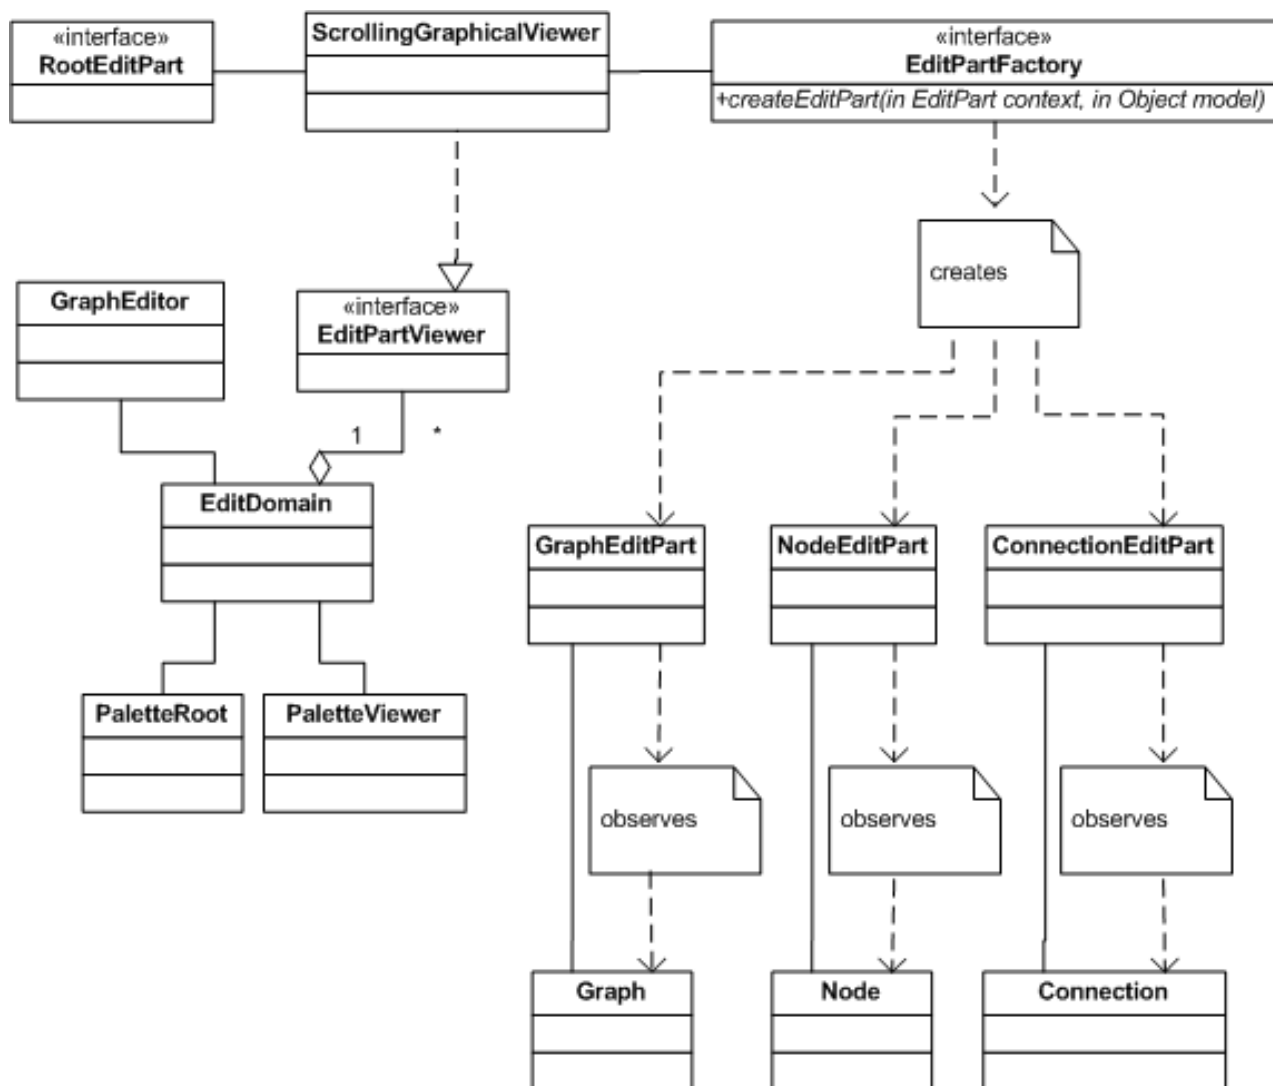 «interface»
RootEditPart
ScrollingGraphicalViewer
«interface»
EditPartFactory
+createEditPart(in EditPart context, in Object model)
creates
GraphEditor
«interface»
EditPartViewer
1
*
EditDomain
GraphEditPart
NodeEditPart
ConnectionEditPart
PaletteRoot
PaletteViewer
observes
observes
observes
Graph
Node
Connection